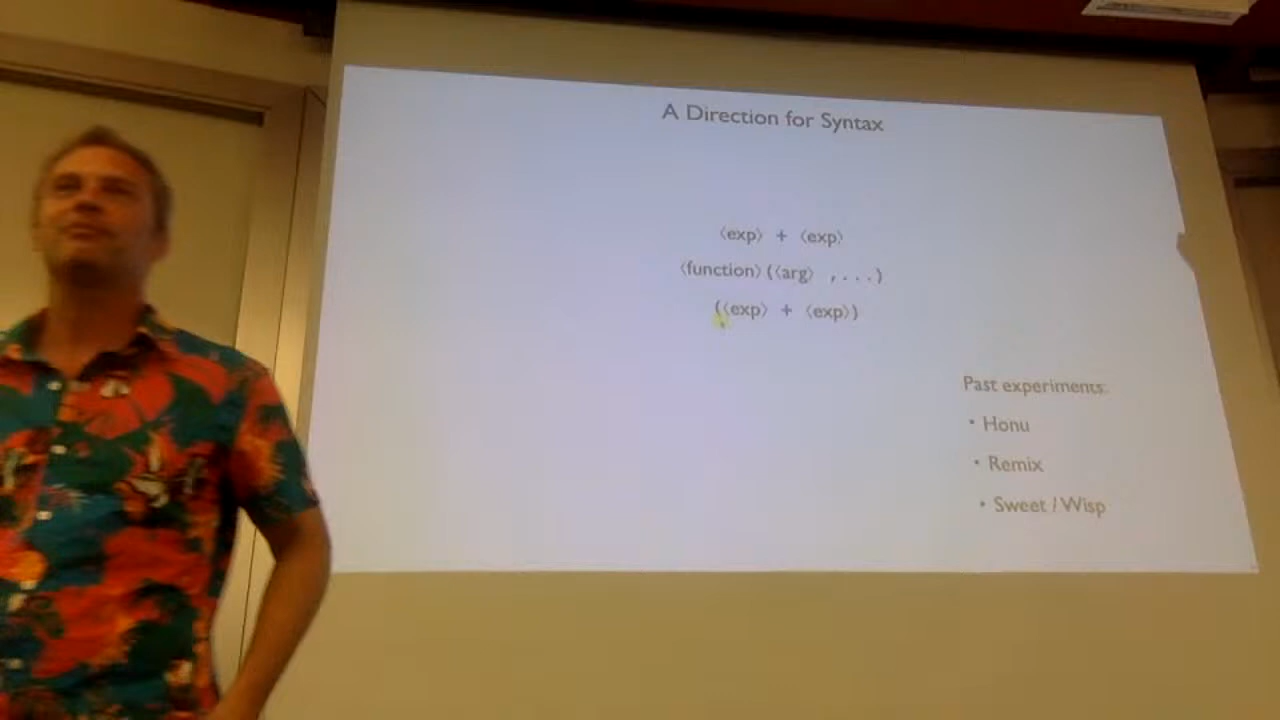 A Direction for Syntax
⟨exp⟩ + ⟨exp⟩
⟨function⟩(⟨arg⟩ ,...)
(⟨exp⟩ + ⟨exp⟩)
Past experiments:
• Honu
• Remix
• Sweet / Wisp